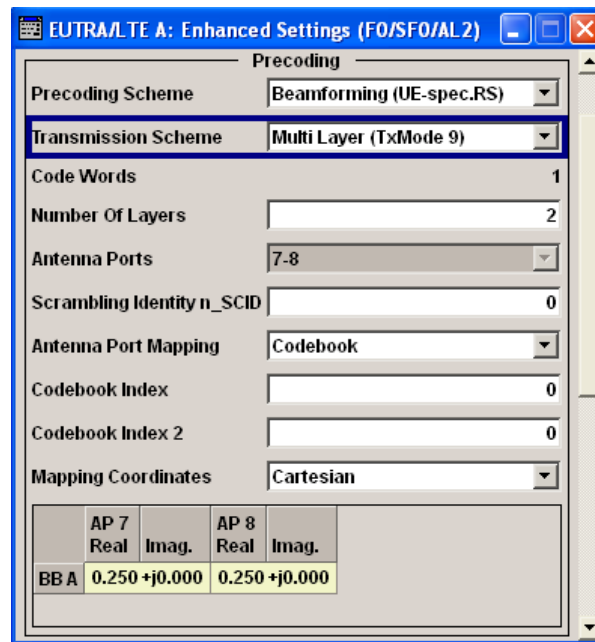 EUTRA/LTE A: Enhanced Settings (F0/SF0/AL2)
Precoding
Precoding Scheme Beamforming (UE-spec.RS)
Transmission Scheme Multi Layer (TxMode 9)
Code Words 1
Number Of Layers 2
Antenna Ports 7-8
Scrambling Identity n_SCID 0
Antenna Port Mapping Codebook
Codebook Index 0
Codebook Index 2 0
Mapping Coordinates Cartesian
AP 7 AP 8
Real Imag. Real Imag.
BB A 0.250 +j0.000 0.250 +j0.000